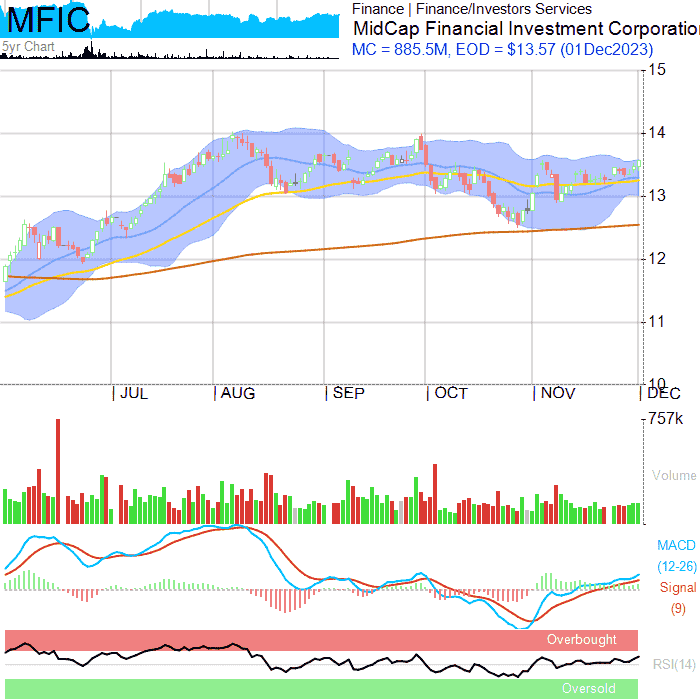 MFIC
5yr Chart
Finance | Finance/Investors Services
MidCap Financial Investment Corporation
MC = 885.5M, EOD = $13.57 (01Dec2023)
15
14
13
12
11
10
JUL AUG SEP OCT NOV DEC
757k
Volume
MACD
(12-26)
Signal
(9)
Overbought
RSI(14)
Oversold